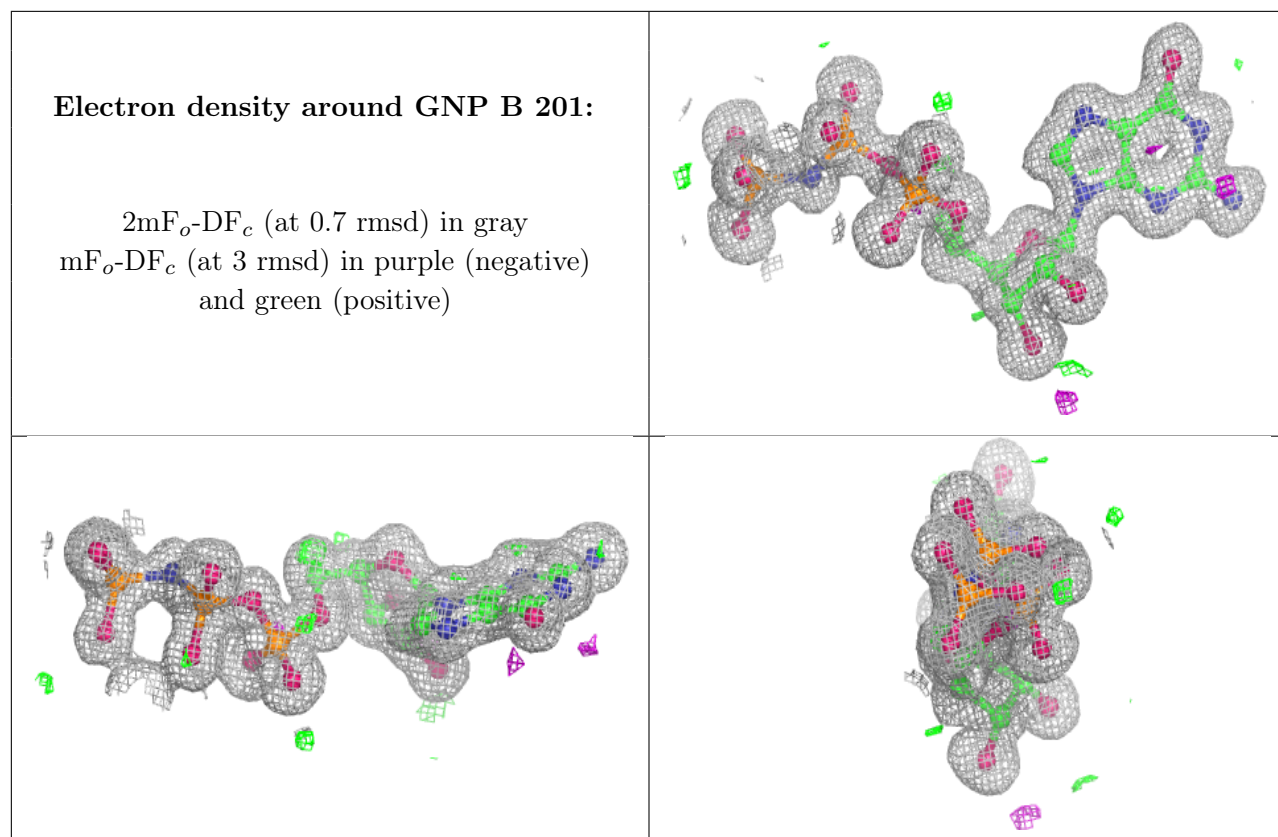 Electron density around GNP B 201:
2mFₒ-DF𝑐 (at 0.7 rmsd) in gray
mFₒ-DF𝑐 (at 3 rmsd) in purple (negative)
and green (positive)